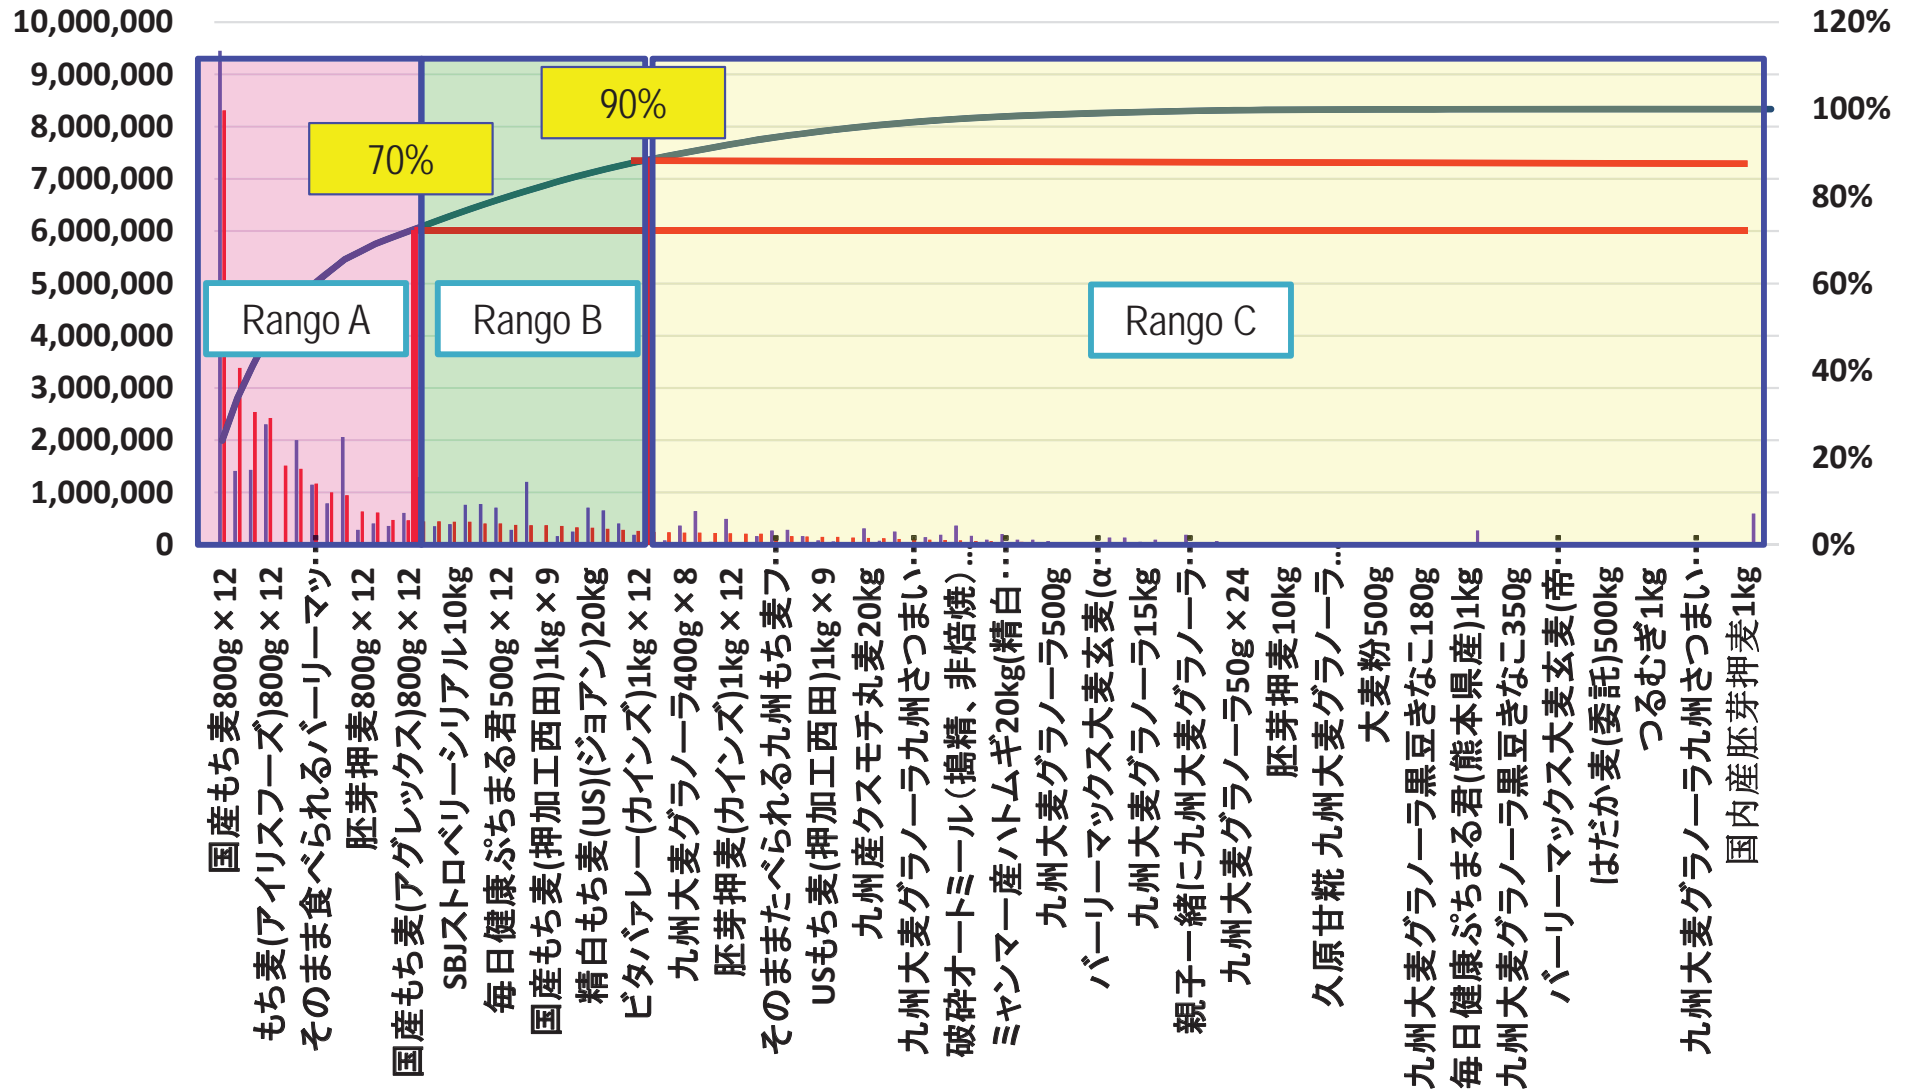 10,000,000
9,000,000
8,000,000
7,000,000
6,000,000
5,000,000
4,000,000
3,000,000
2,000,000
1,000,000
0
120%
100%
80%
60%
40%
20%
0%
70%
90%
Rango A
Rango B
Rango C
国産もち麦800g×12
もち麦(アイリスフーズ)800g×12
そのまま食べられるバーリーマッ…
胚芽押麦800g×12
国産もち麦(アグレックス)800g×12
SBJストロベリーシリアル10kg
毎日健康ぷちまる君500g×12
国産もち麦(押加工西田)1kg×9
精白もち麦(US)(ジョアン)20kg
ビタバァレー(カインズ)1kg×12
九州大麦グラノーラ400g×8
胚芽押麦(カインズ)1kg×12
そのままたべられる九州もち麦フ…
USもち麦(押加工西田)1kg×9
九州産クスモチ丸麦20kg
九州大麦グラノーラ九州さつまい…
破砕オートミール(搗精、非焙焼)…
ミャンマー産ハトムギ20kg(精白…
九州大麦グラノーラ500g
バーリーマックス大麦玄麦(α…
九州大麦グラノーラ15kg
親子一緒に九州大麦グラノーラ…
九州大麦グラノーラ50g×24
胚芽押麦10kg
久原甘糀 九州大麦グラノーラ…
大麦粉500g
九州大麦グラノーラ黒豆きなこ180g
毎日健康ぷちまる君(熊本県産)1kg
九州大麦グラノーラ黒豆きなこ350g
バーリーマックス大麦玄麦(帝…
はだか麦(委託)500kg
つるむぎ1kg
九州大麦グラノーラ九州さつまい…
国内産胚芽押麦1kg